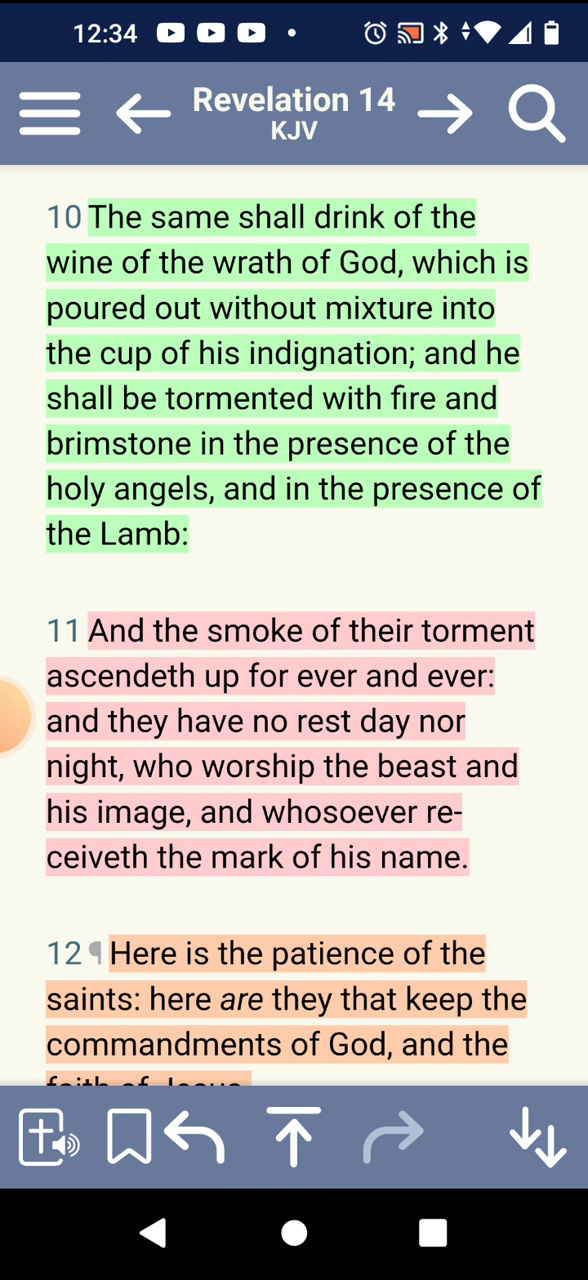 12:34
Revelation 14
KJV
10 The same shall drink of the
wine of the wrath of God, which is
poured out without mixture into
the cup of his indignation; and he
shall be tormented with fire and
brimstone in the presence of the
holy angels, and in the presence of
the Lamb:
11 And the smoke of their torment
ascendeth up for ever and ever:
and they have no rest day nor
night, who worship the beast and
his image, and whosoever re-
ceiveth the mark of his name.
12 ¶ Here is the patience of the
saints: here are they that keep the
commandments of God, and the
faith of Jesus.